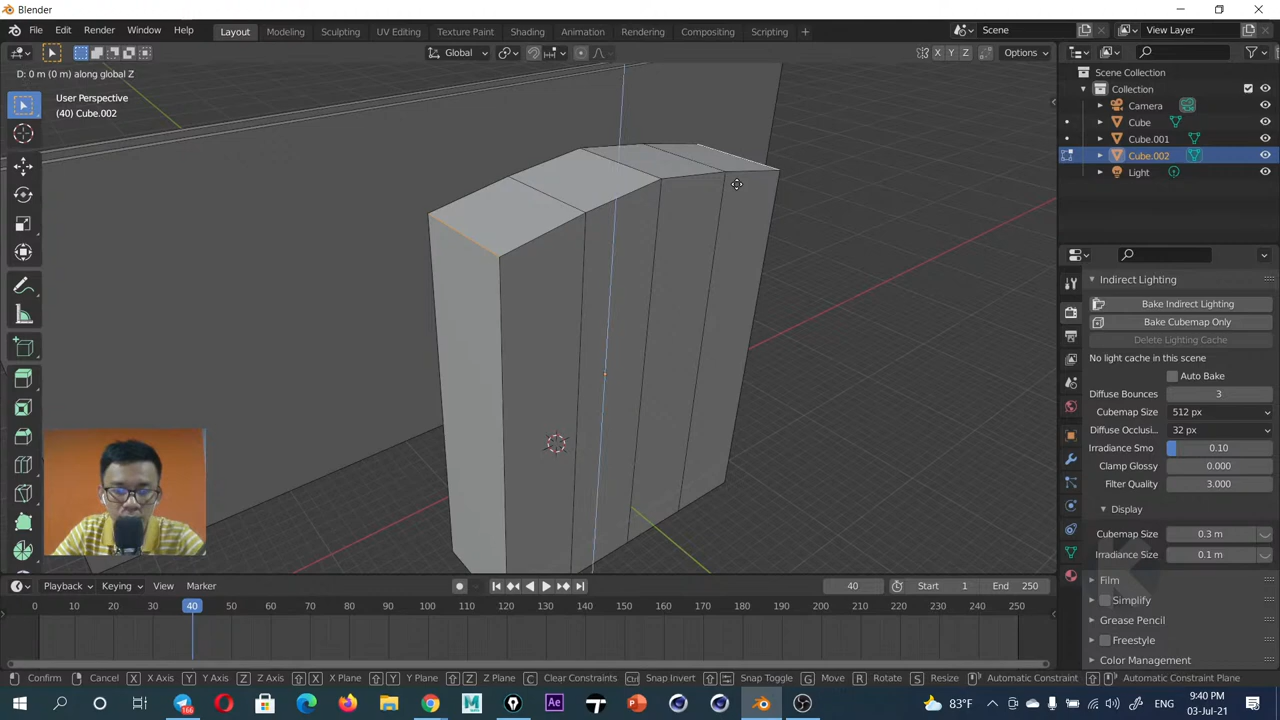 Blender
File Edit Render Window Help Layout Modeling Sculpting UV Editing Texture Paint Shading Animation Rendering Compositing Scripting + Scene View Layer
Global X Y Z Options
D: 0 m (0 m) along global Z
User Perspective
(40) Cube.002
Scene Collection
Collection
Camera
Cube
Cube.001
Cube.002
Light
Indirect Lighting
Bake Indirect Lighting
Bake Cubemap Only
Delete Lighting Cache
No light cache in this scene
Auto Bake
Diffuse Bounces 3
Cubemap Size 512 px
Diffuse Occlusi... 32 px
Irradiance Smo 0.10
Clamp Glossy 0.000
Filter Quality 3.000
Display
Cubemap Size 0.3 m
Irradiance Size 0.1 m
Film
Simplify
Grease Pencil
Freestyle
Color Management
Playback Keying View Marker 40 Start 1 End 250
0 10 20 30 40 50 60 70 80 90 100 110 120 130 140 150 160 170 180 190 200 210 220 230 240 250
Confirm Cancel X X Axis Y Y Axis Z Z Axis X X Plane Y Y Plane Z Z Plane C Clear Constraints Ctrl Snap Invert Snap Toggle G Move R Rotate S Resize Automatic Constraint Automatic Constraint Plane
166 M Ae 83°F 9:40 PM
03-Jul-21